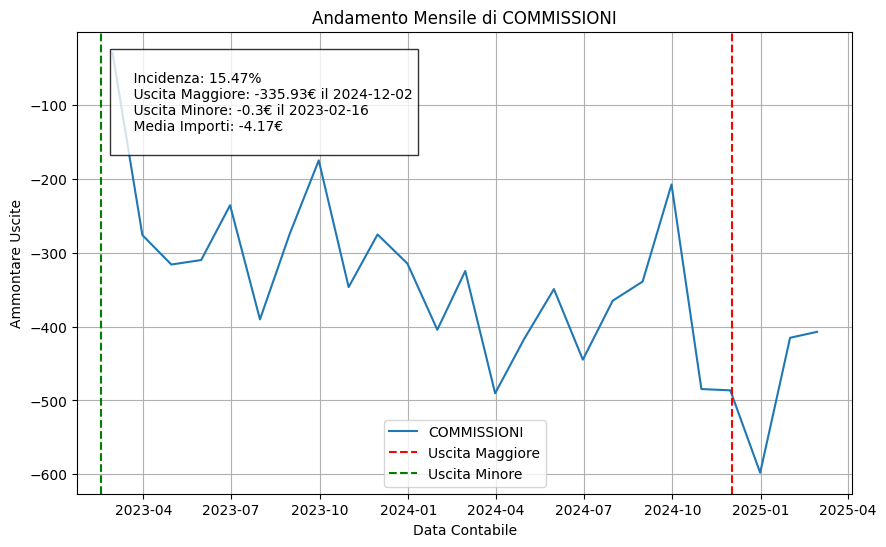 Andamento Mensile di COMMISSIONI
Incidenza: 15.47%
Uscita Maggiore: -335.93€ il 2024-12-02
Uscita Minore: -0.3€ il 2023-02-16
Media Importi: -4.17€
Ammontare Uscite
−100
−200
−300
−400
−500
−600
COMMISSIONI
Uscita Maggiore
Uscita Minore
2023-04 2023-07 2023-10 2024-01 2024-04 2024-07 2024-10 2025-01 2025-04
Data Contabile